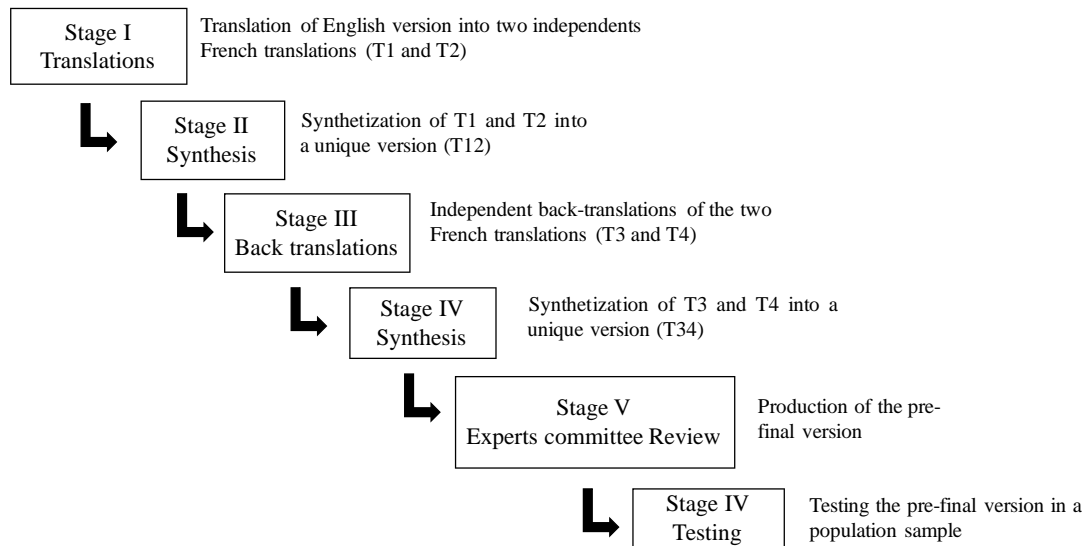 Stage I
Translations
Translation of English version into two independents
French translations (T1 and T2)
Stage II
Synthesis
Synthetization of T1 and T2 into
a unique version (T12)
Stage III
Back translations
Independent back-translations of the two
French translations (T3 and T4)
Stage IV
Synthesis
Synthetization of T3 and T4 into a
unique version (T34)
Stage V
Experts committee Review
Production of the pre-
final version
Stage IV
Testing
Testing the pre-final version in a
population sample